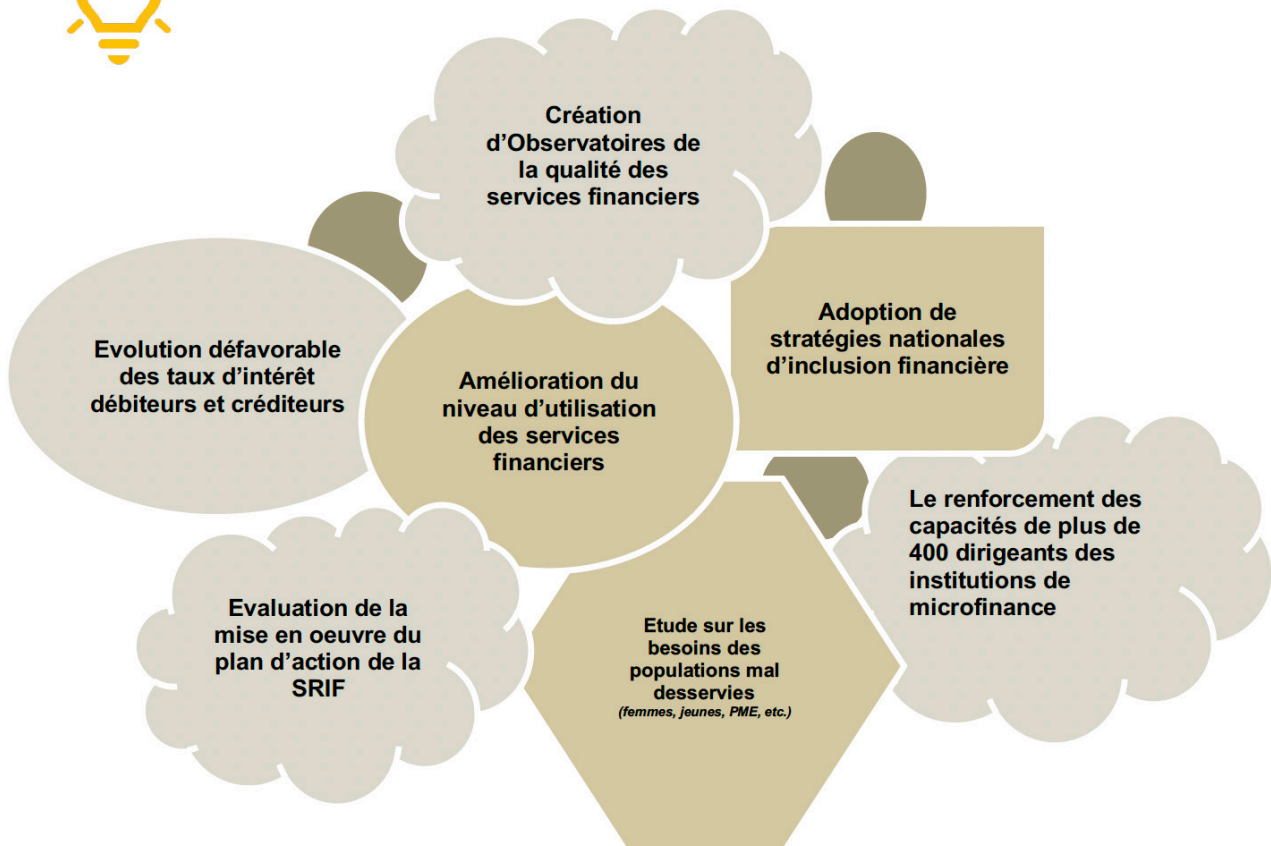 Création
d’Observatoires de
la qualité des
services financiers
Evolution défavorable
des taux d’intérêt
débiteurs et créditeurs
Amélioration du
niveau d’utilisation
des services
financiers
Adoption de
stratégies nationales
d’inclusion financière
Le renforcement des
capacités de plus de
400 dirigeants des
institutions de
microfinance
Evaluation de la
mise en oeuvre du
plan d’action de la
SRIF
Etude sur les
besoins des
populations mal
desservies
(femmes, jeunes, PME, etc.)